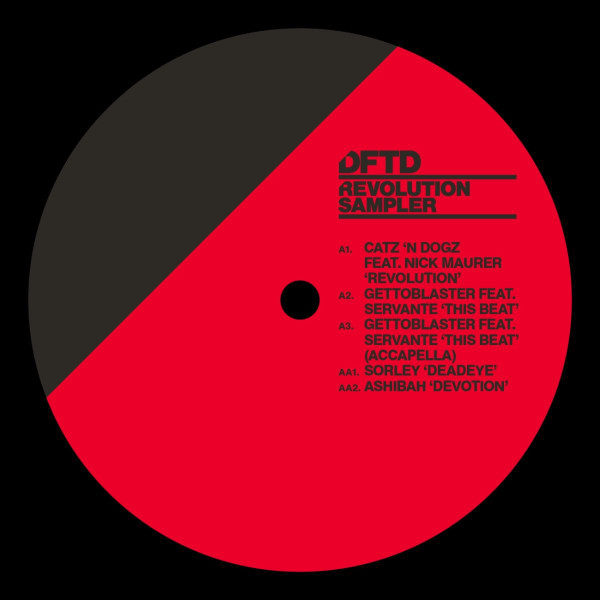 DFTD
REVOLUTION
SAMPLER
A1. CATZ ‘N DOGZ
FEAT. NICK MAURER
‘REVOLUTION’
A2. GETTOBLASTER FEAT.
SERVANTE ‘THIS BEAT’
A3. GETTOBLASTER FEAT.
SERVANTE ‘THIS BEAT’
(ACCAPELLA)
AA1. SORLEY ‘DEADEYE’
AA2. ASHIBAH ‘DEVOTION’